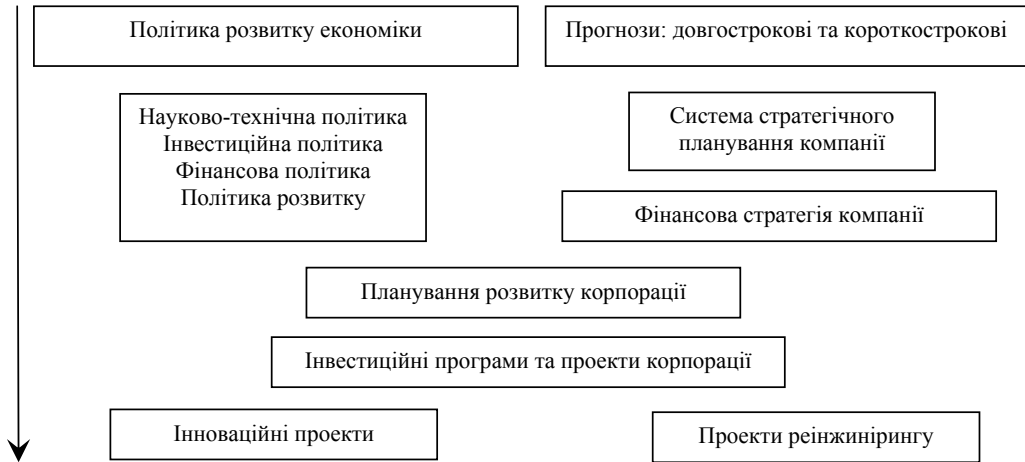 Політика розвитку економіки
Прогнози: довгострокові та короткострокові
Науково-технічна політика
Інвестиційна політика
Фінансова політика
Політика розвитку
Система стратегічного
планування компанії
Фінансова стратегія компанії
Планування розвитку корпорації
Інвестиційні програми та проекти корпорації
Інноваційні проекти
Проекти реінжинірингу